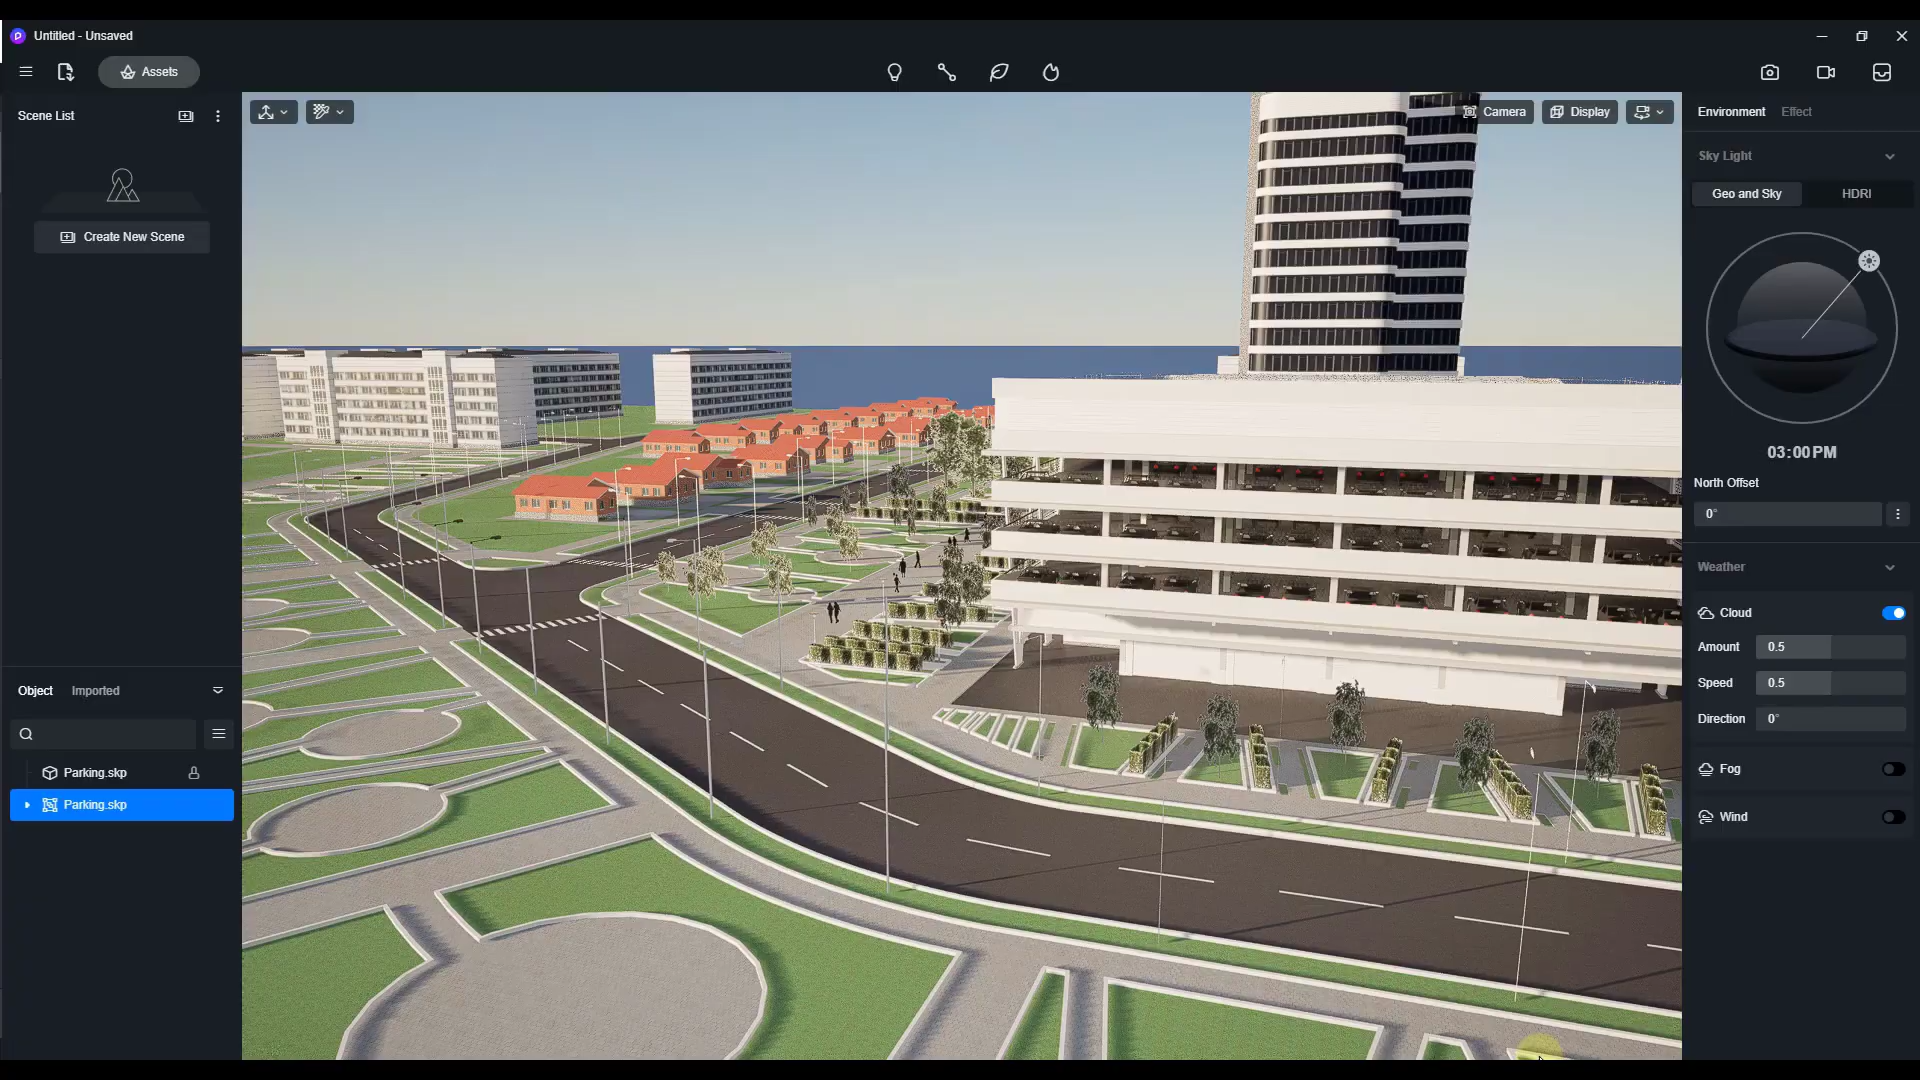 Untitled - Unsaved
Assets
Scene List
Create New Scene
Object
Imported
Parking.skp
Parking.skp
Camera
Display
Environment
Effect
Sky Light
Geo and Sky
HDRI
03:00PM
North Offset
0°
Weather
Cloud
Amount
0.5
Speed
0.5
Direction
0°
Fog
Wind